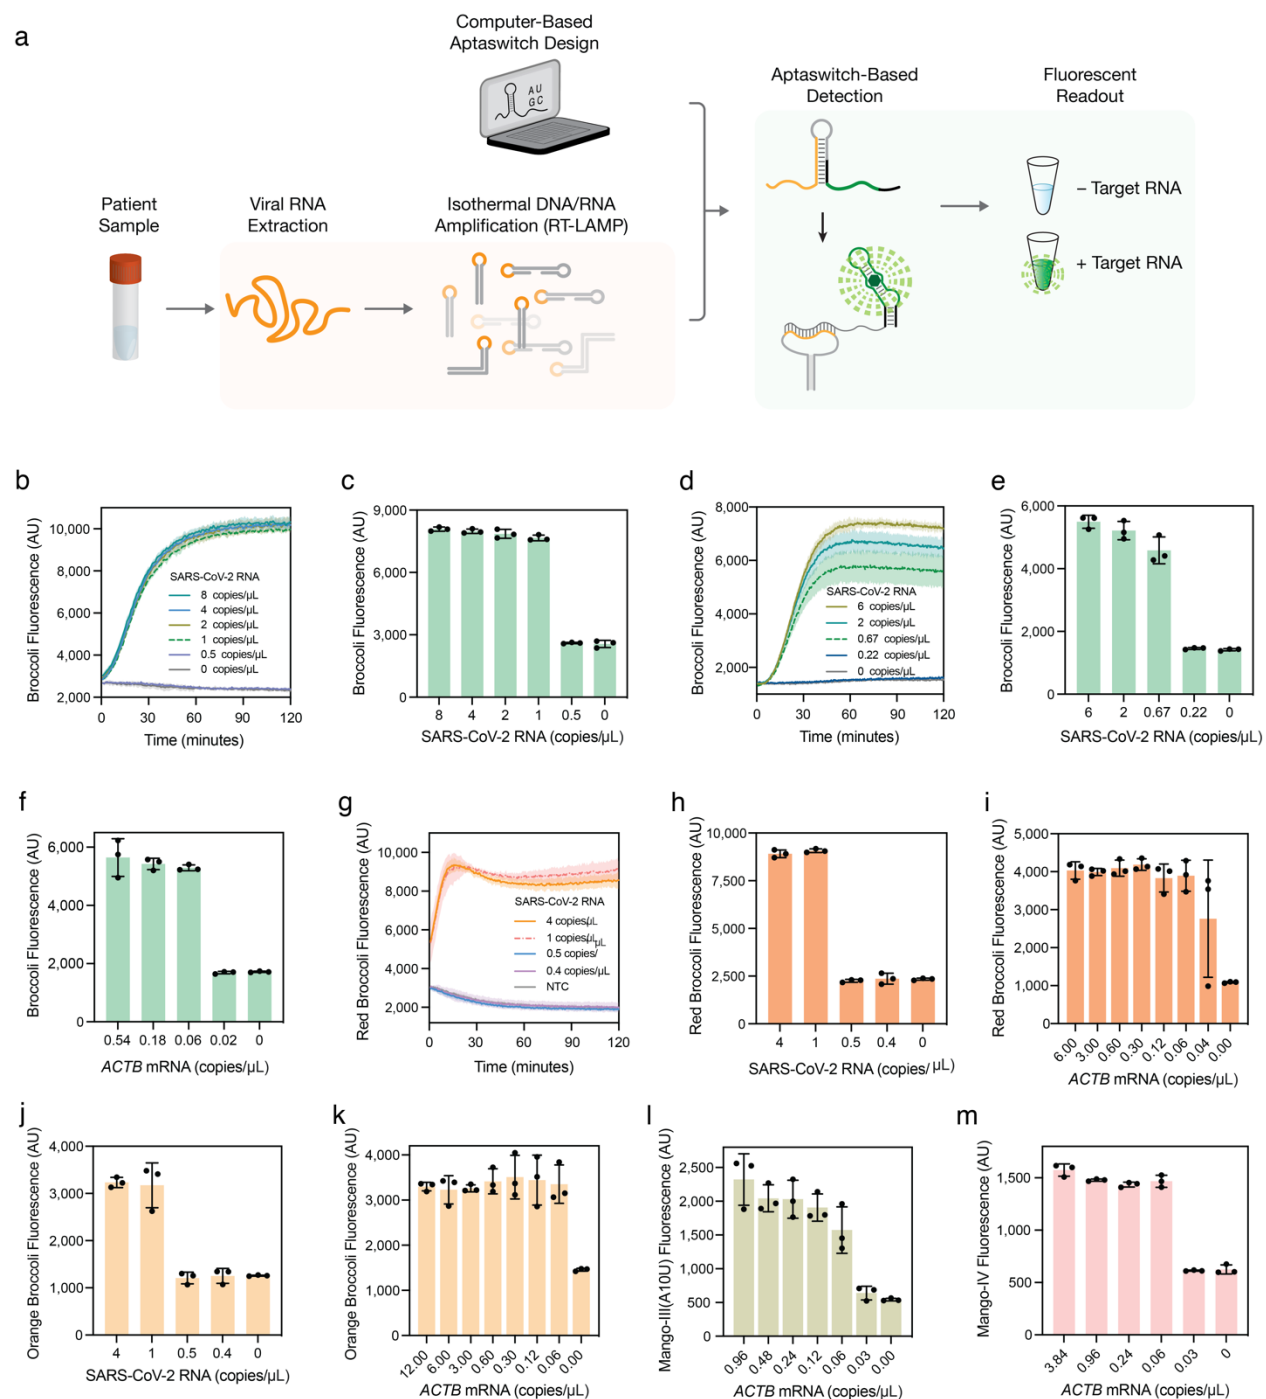 a
Computer-Based
Aptaswitch Design
A U
G C
Patient
Sample
Viral RNA
Extraction
Isothermal DNA/RNA
Amplification (RT-LAMP)
Aptaswitch-Based
Detection
Fluorescent
Readout
– Target RNA
+ Target RNA
b
Broccoli Fluorescence (AU)
10,000
8,000
6,000
4,000
2,000
SARS-CoV-2 RNA
8 copies/µL
4 copies/µL
2 copies/µL
1 copies/µL
0.5 copies/µL
0 copies/µL
0 30 60 90 120
Time (minutes)
c
Broccoli Fluorescence (AU)
9,000
6,000
3,000
0
8 4 2 1 0.5 0
SARS-CoV-2 RNA (copies/µL)
d
Broccoli Fluorescence (AU)
8,000
6,000
4,000
2,000
SARS-CoV-2 RNA
6 copies/µL
2 copies/µL
0.67 copies/µL
0.22 copies/µL
0 copies/µL
0 30 60 90 120
Time (minutes)
e
Broccoli Fluorescence (AU)
6,000
4,000
2,000
0
6 2 0.67 0.22 0
SARS-CoV-2 RNA (copies/µL)
f
Broccoli Fluorescence (AU)
6,000
4,000
2,000
0
0.54 0.18 0.06 0.02 0
ACTB mRNA (copies/µL)
g
Red Broccoli Fluorescence (AU)
10,000
8,000
6,000
4,000
2,000
SARS-CoV-2 RNA
4 copies/µL
1 copies/µL
µL
0.5 copies/
0.4 copies/µL
NTC
0 30 60 90 120
Time (minutes)
h
Red Broccoli Fluorescence (AU)
10,000
7,500
5,000
2,500
0
4 1 0.5 0.4 0
SARS-CoV-2 RNA (copies/ µL)
i
Red Broccoli Fluorescence (AU)
5,000
4,000
3,000
2,000
1,000
0
6.00 3.00 0.60 0.30 0.12 0.06 0.04 0.00
ACTB mRNA (copies/µL)
j
Orange Broccoli Fluorescence (AU)
4,000
3,000
2,000
1,000
0
4 1 0.5 0.4 0
SARS-CoV-2 RNA (copies/µL)
k
Orange Broccoli Fluorescence (AU)
4,000
3,000
2,000
1,000
0
12.00 6.00 3.00 0.60 0.30 0.12 0.06 0.00
ACTB mRNA (copies/µL)
l
Mango-III(A10U) Fluorescence (AU)
2,500
2,000
1,500
1,000
500
0
0.96 0.48 0.24 0.12 0.06 0.03 0.00
ACTB mRNA (copies/µL)
m
Mango-IV Fluorescence (AU)
1,500
1,000
500
0
3.84 0.96 0.24 0.06 0.03 0
ACTB mRNA (copies/µL)